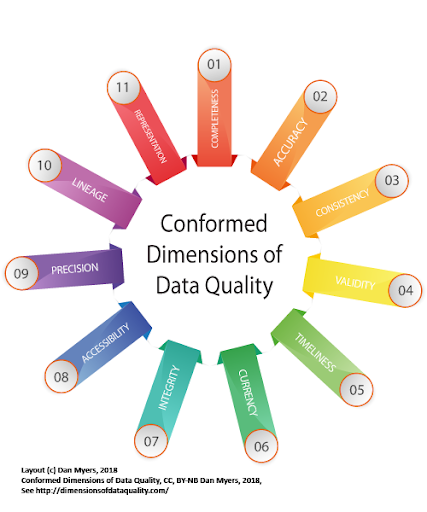 Conformed
Dimensions of
Data Quality
01
COMPLETENESS
02
ACCURACY
03
CONSISTENCY
04
VALIDITY
05
TIMELINESS
06
CURRENCY
07
INTEGRITY
08
ACCESSIBILITY
09
PRECISION
10
LINEAGE
11
REPRESENTATION
Layout (c) Dan Myers, 2018
Conformed Dimensions of Data Quality, CC, BY-NB Dan Myers, 2018,
See http://dimensionsofdataquality.com/